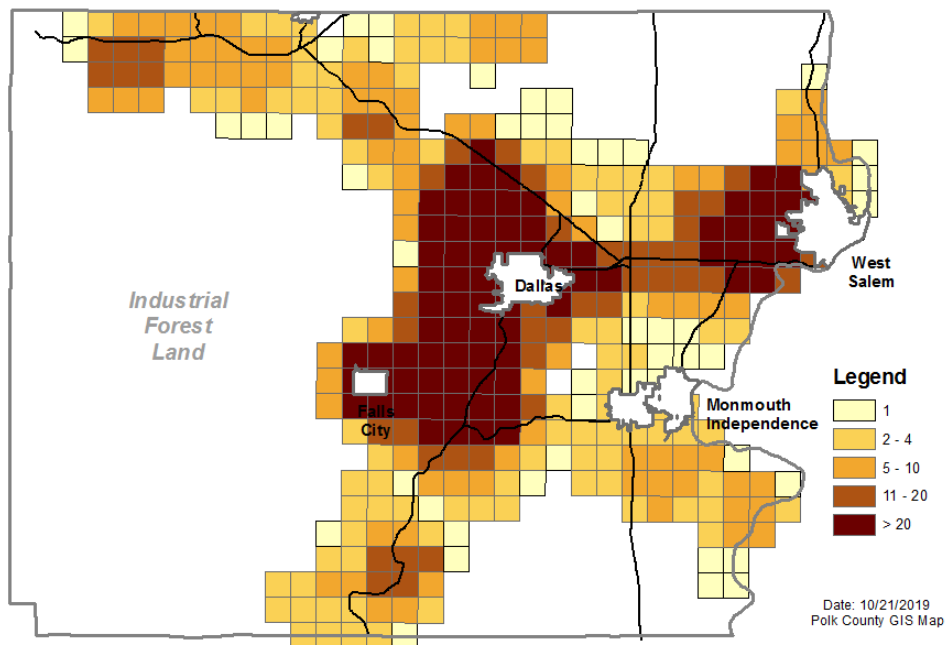 Industrial
Forest
Land
Dallas
West
Salem
Falls
City
Monmouth
Independence
Legend
1
2 - 4
5 - 10
11 - 20
> 20
Date: 10/21/2019
Polk County GIS Map